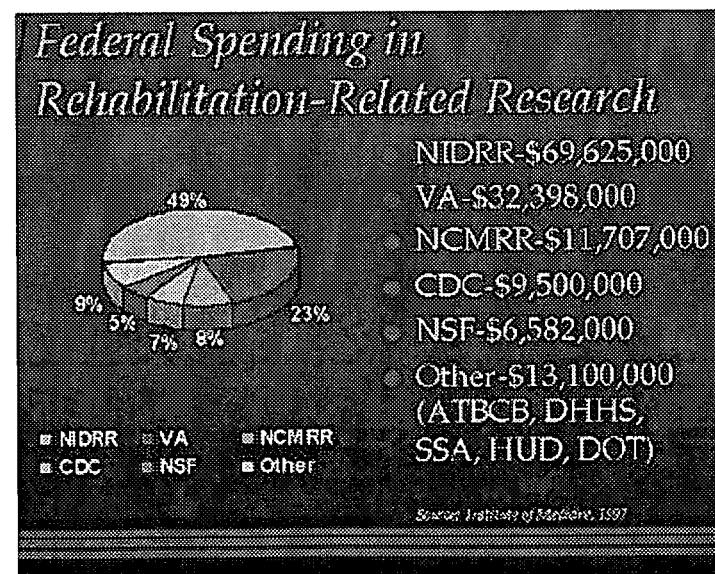 Federal Spending in
Rehabilitation-Related Research
49%
9%
5%
7%
8%
23%
NIDRR VA NCMRR
CDC NSF Other
NIDRR-$69,625,000
VA-$32,398,000
NCMRR-$11,707,000
CDC-$9,500,000
NSF-$6,582,000
Other-$13,100,000
(ATBCB, DHHS,
SSA, HUD, DOT)
Source: Institute of Medicine, 1997